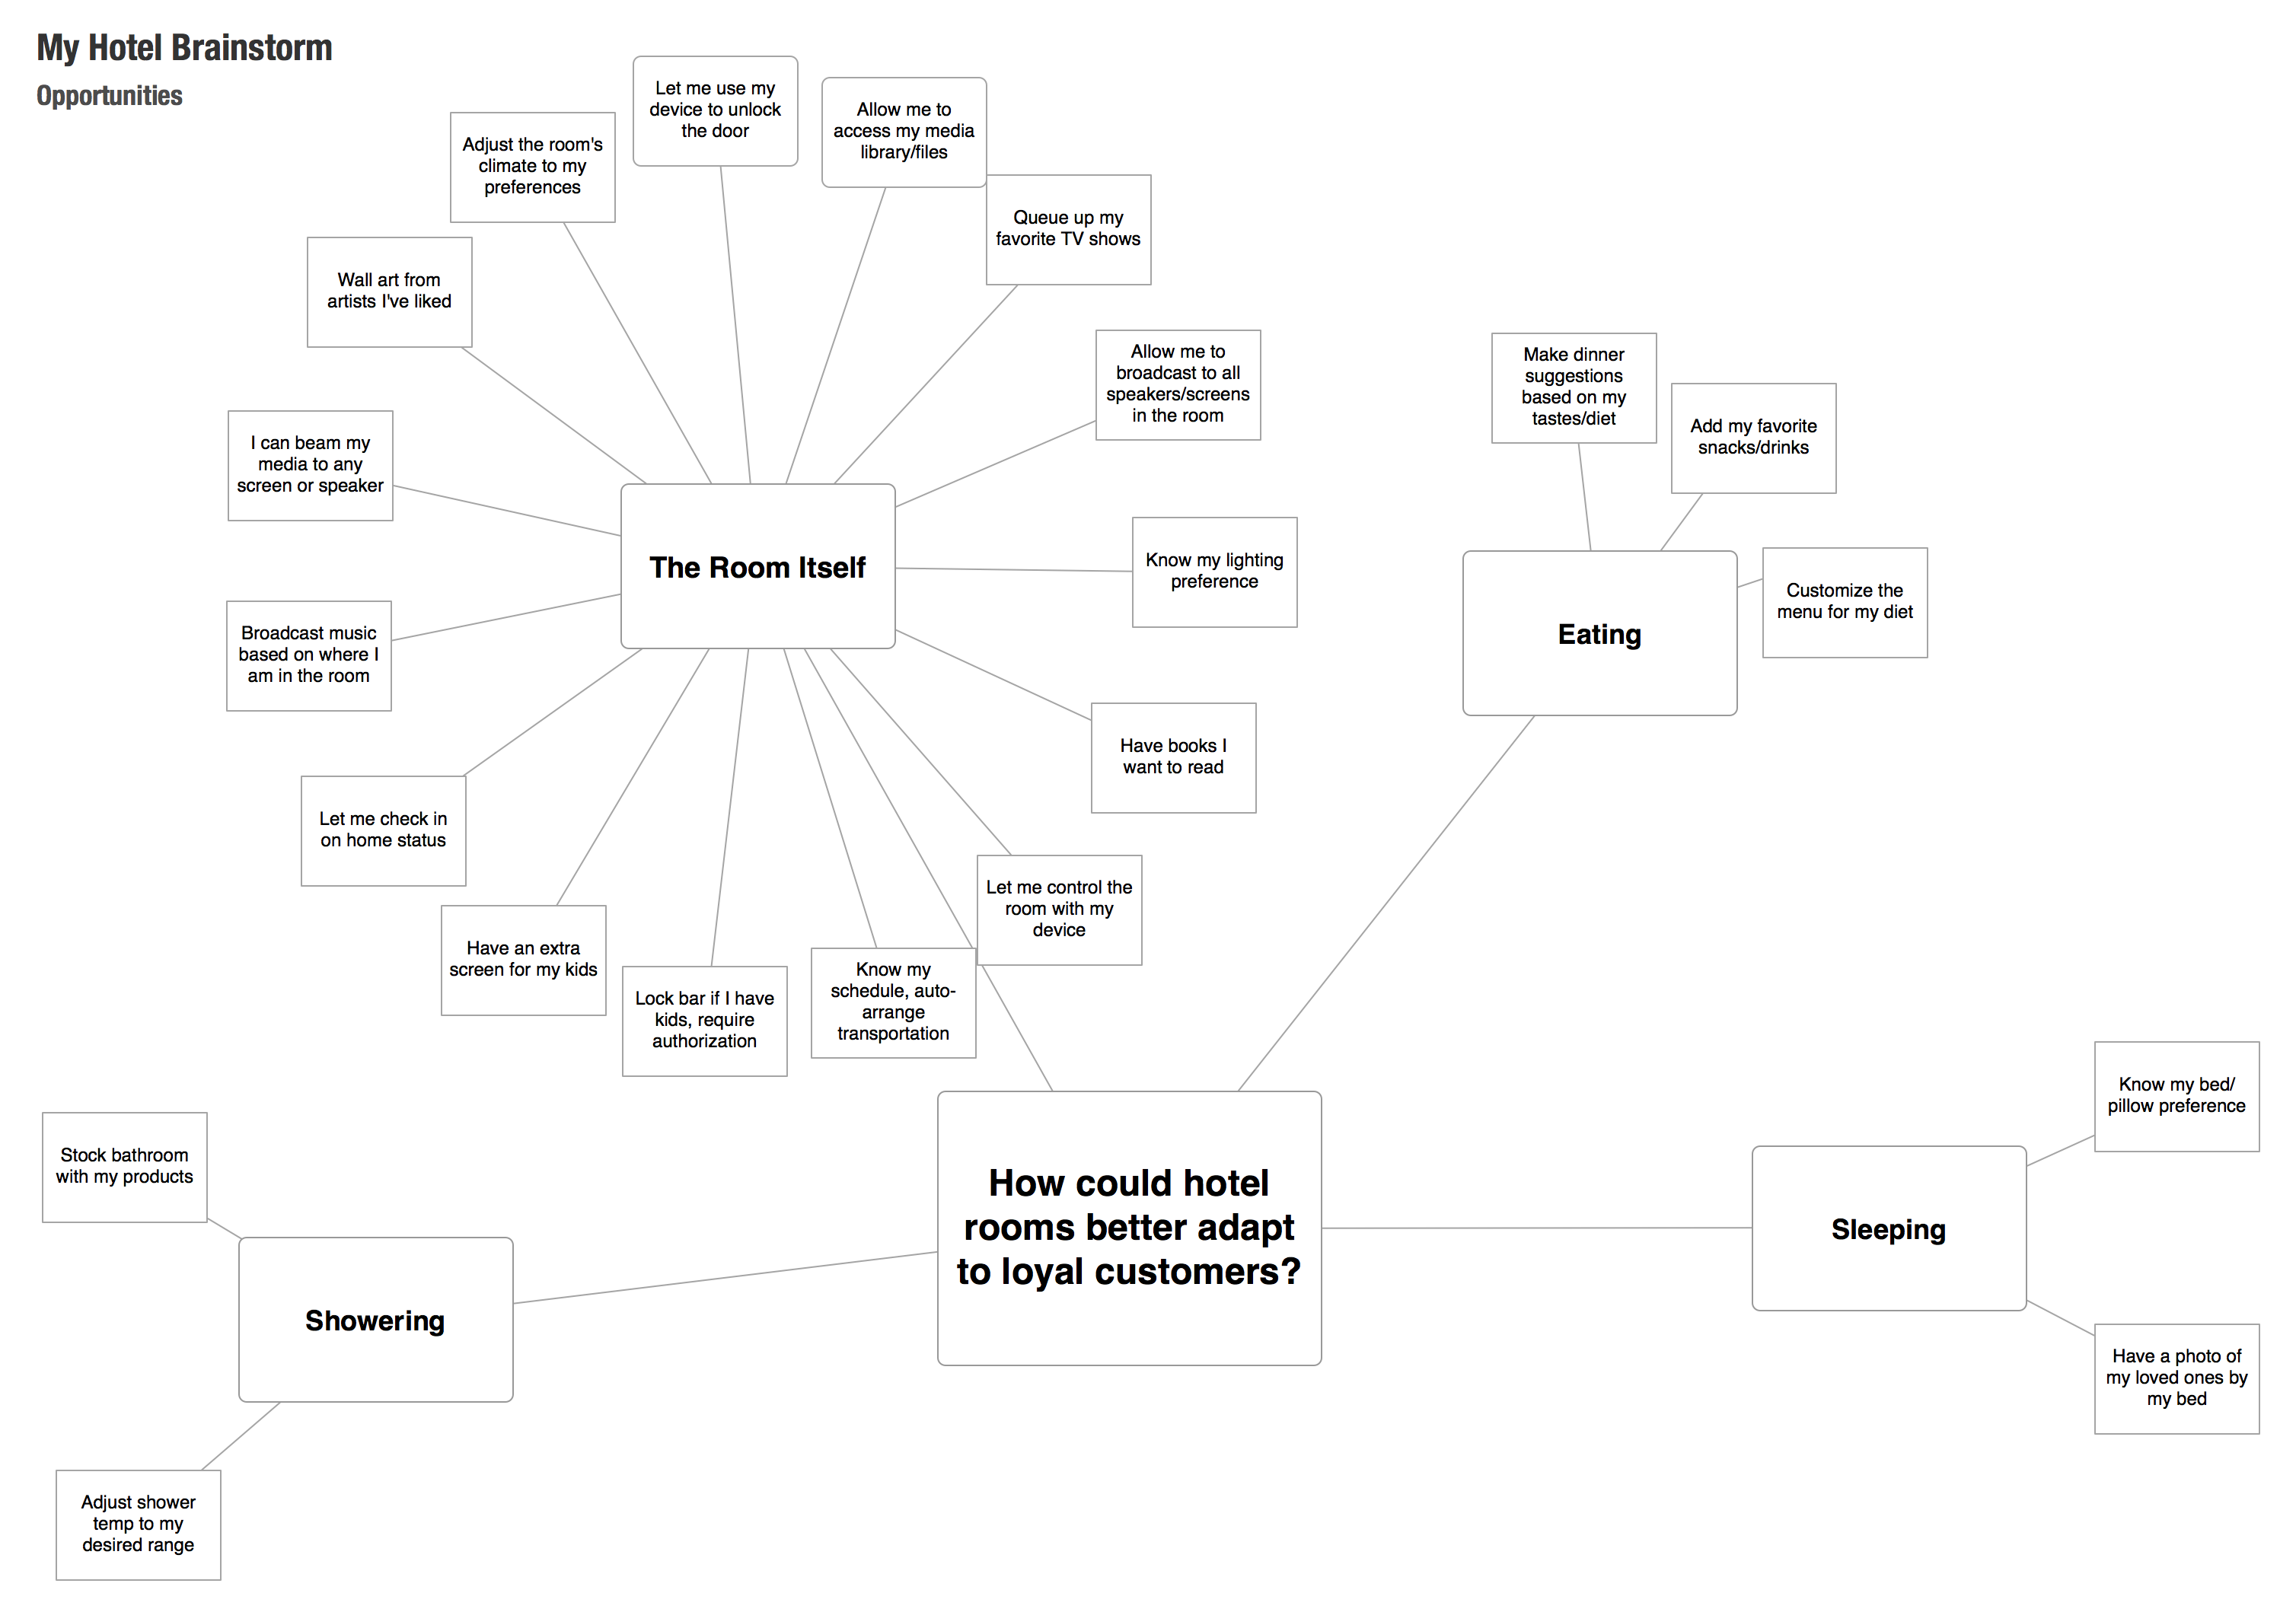 My Hotel Brainstorm
Opportunities
Let me use my
device to unlock
the door
Allow me to
access my media
library/files
Adjust the room's
climate to my
preferences
Queue up my
favorite TV shows
Wall art from
artists I've liked
Allow me to
broadcast to all
speakers/screens
in the room
I can beam my
media to any
screen or speaker
The Room Itself
Know my lighting
preference
Broadcast music
based on where I
am in the room
Have books I
want to read
Let me check in
on home status
Let me control the
room with my
device
Have an extra
screen for my kids
Lock bar if I have
kids, require
authorization
Know my
schedule, auto-
arrange
transportation
Make dinner
suggestions
based on my
tastes/diet
Add my favorite
snacks/drinks
Customize the
menu for my diet
Eating
How could hotel
rooms better adapt
to loyal customers?
Know my bed/
pillow preference
Sleeping
Have a photo of
my loved ones by
my bed
Stock bathroom
with my products
Showering
Adjust shower
temp to my
desired range